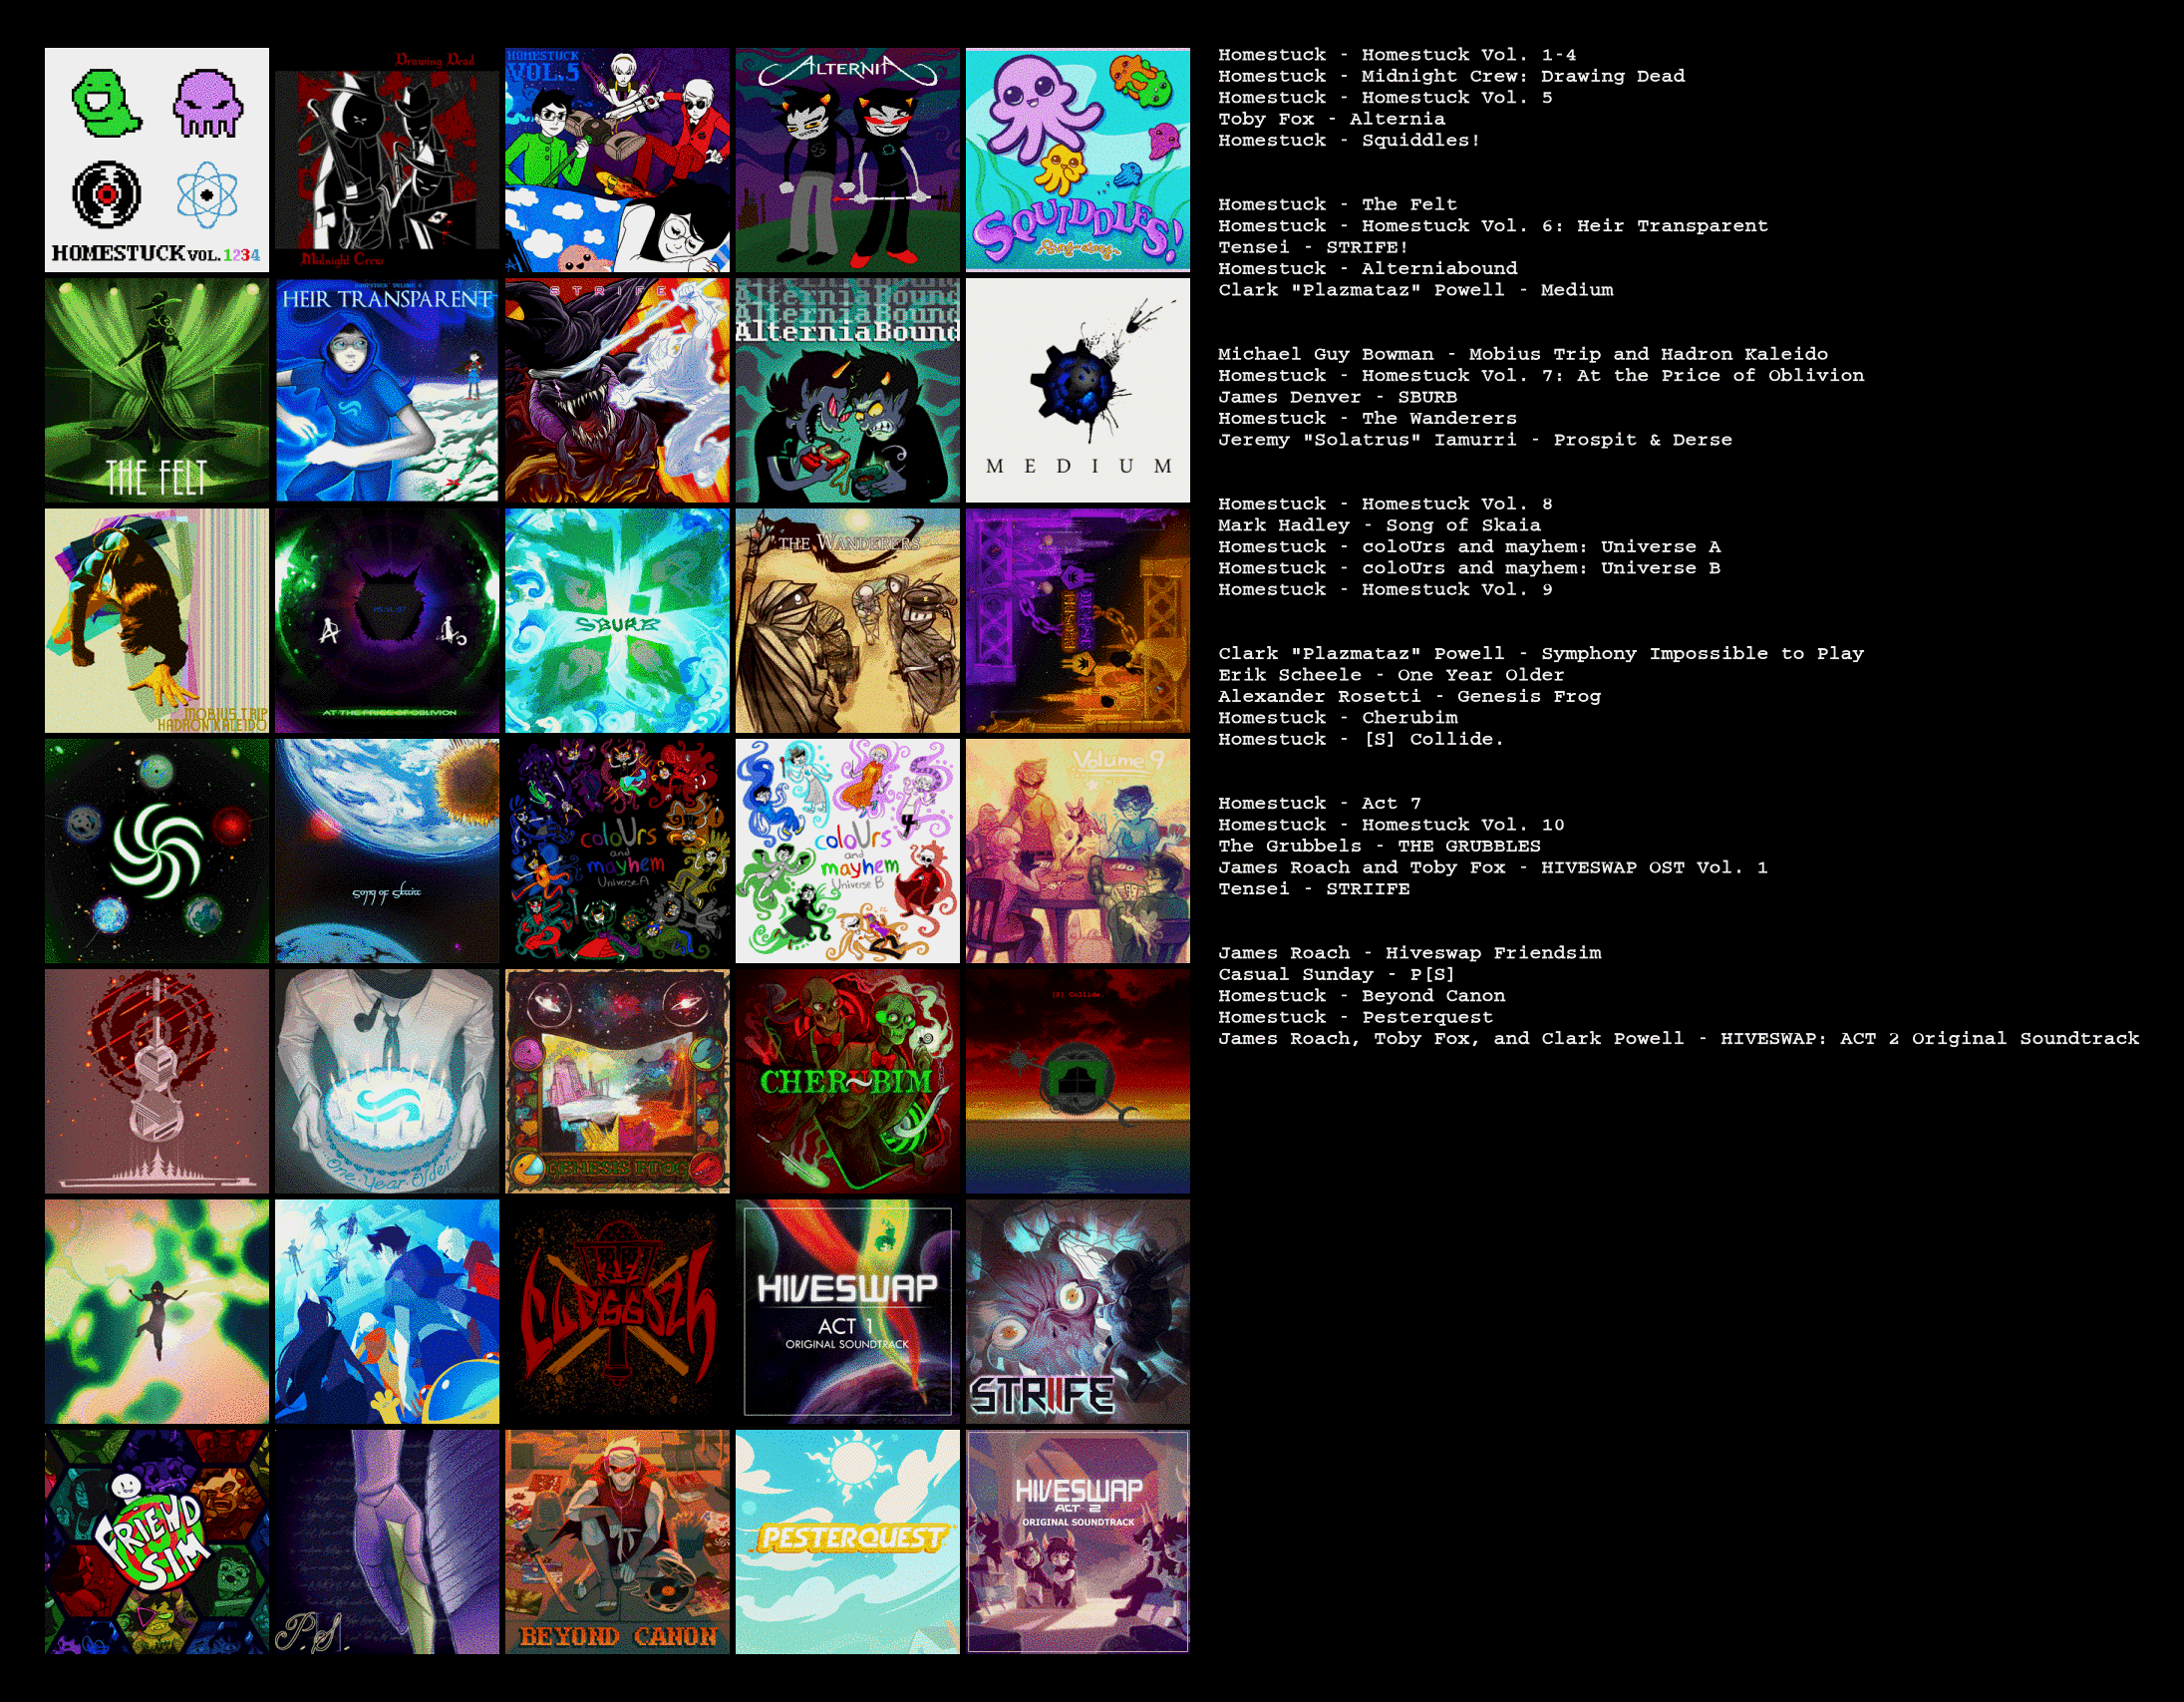 HOMESTUCK VOL. 1234
Drawing Dead
Midnight Crew
HOMESTUCK
VOL.5
ALTERNIA
SQUIDDLES!
THE FELT
HEIR TRANSPARENT
STRIFE
AlterniaBound
AlterniaBound
AlterniaBound
MEDIUM
MOBIUS TRIP
HADRON KALEIDO
AT THE PRICE OF OBLIVION
SBURB
THE WANDERERS
PROSPIT
DERSE
song of skaia
coloUrs
and
mayhem
Universe A
coloUrs
and
mayhem
Universe B
Volume 9
one Year Older
GENESIS FROG
CHERUBIM
[S] Collide.
HIVESWAP
ACT 1
ORIGINAL SOUNDTRACK
STRIIFE
FRIEND
SIM
P.S.
BEYOND CANON
PESTERQUEST
HIVESWAP
ACT 2
ORIGINAL SOUNDTRACK
Homestuck - Homestuck Vol. 1-4
Homestuck - Midnight Crew: Drawing Dead
Homestuck - Homestuck Vol. 5
Toby Fox - Alternia
Homestuck - Squiddles!
Homestuck - The Felt
Homestuck - Homestuck Vol. 6: Heir Transparent
Tensei - STRIFE!
Homestuck - Alterniabound
Clark "Plazmataz" Powell - Medium
Michael Guy Bowman - Mobius Trip and Hadron Kaleido
Homestuck - Homestuck Vol. 7: At the Price of Oblivion
James Denver - SBURB
Homestuck - The Wanderers
Jeremy "Solatrus" Iamurri - Prospit & Derse
Homestuck - Homestuck Vol. 8
Mark Hadley - Song of Skaia
Homestuck - coloUrs and mayhem: Universe A
Homestuck - coloUrs and mayhem: Universe B
Homestuck - Homestuck Vol. 9
Clark "Plazmataz" Powell - Symphony Impossible to Play
Erik Scheele - One Year Older
Alexander Rosetti - Genesis Frog
Homestuck - Cherubim
Homestuck - [S] Collide.
Homestuck - Act 7
Homestuck - Homestuck Vol. 10
The Grubbels - THE GRUBBLES
James Roach and Toby Fox - HIVESWAP OST Vol. 1
Tensei - STRIIFE
James Roach - Hiveswap Friendsim
Casual Sunday - P[S]
Homestuck - Beyond Canon
Homestuck - Pesterquest
James Roach, Toby Fox, and Clark Powell - HIVESWAP: ACT 2 Original Soundtrack